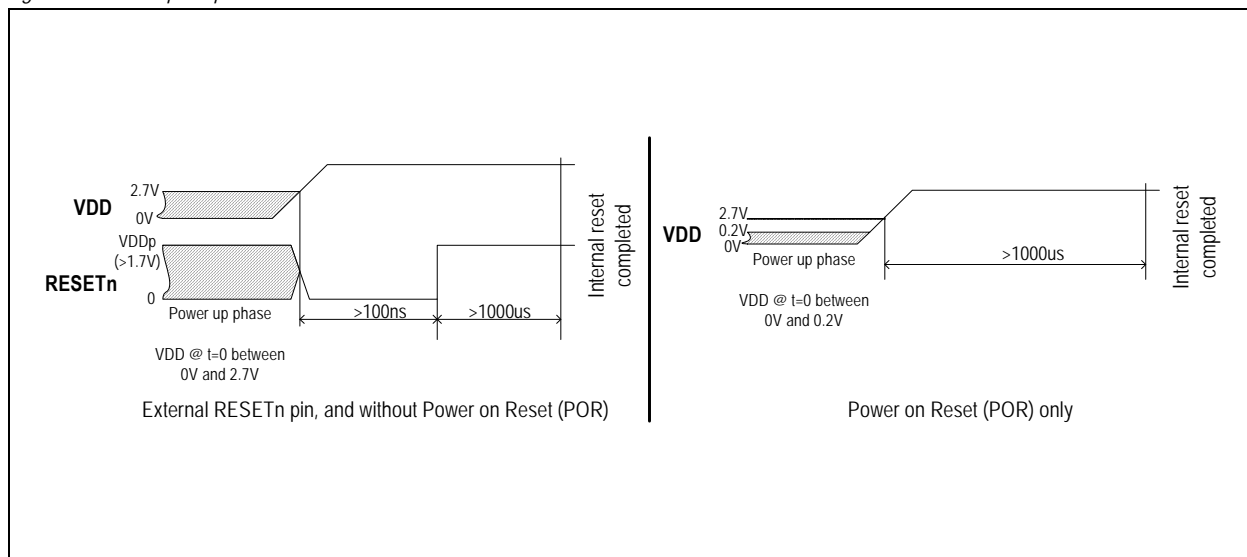 2.7V
VDD
0V
VDDp
(>1.7V)
RESETn
0
Power up phase
>100ns
>1000us
Internal reset
completed
VDD @ t=0 between
0V and 2.7V
External RESETn pin, and without Power on Reset (POR)
2.7V
0.2V
VDD
0V
Power up phase
>1000us
Internal reset
completed
VDD @ t=0 between
0V and 0.2V
Power on Reset (POR) only